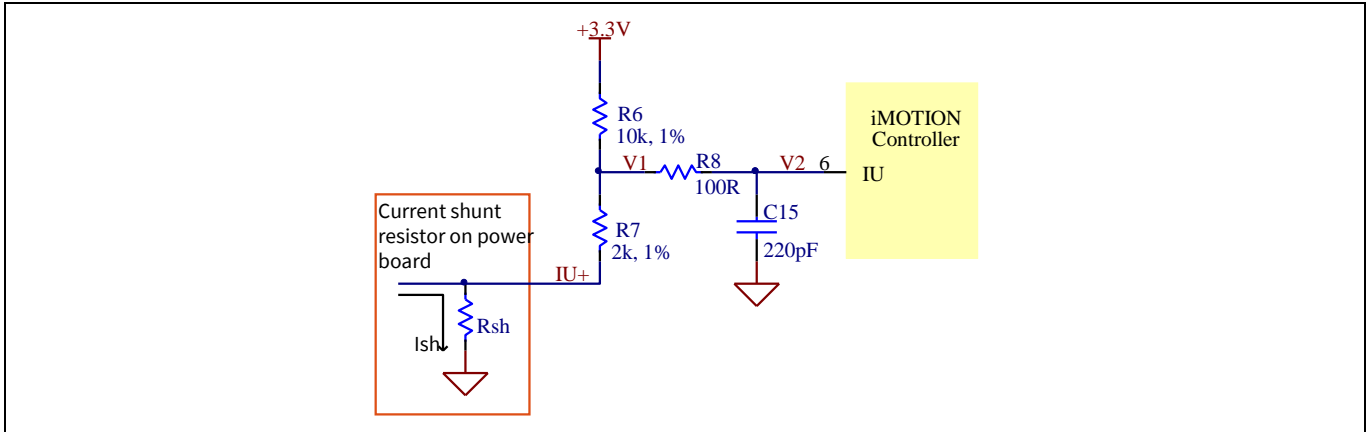 +3.3V
R6
10k, 1%
V1
R8
100R
V2
6
iMOTION
Controller
IU
C15
220pF
R7
2k, 1%
IU+
Current shunt
resistor on power
board
Rsh
Ish